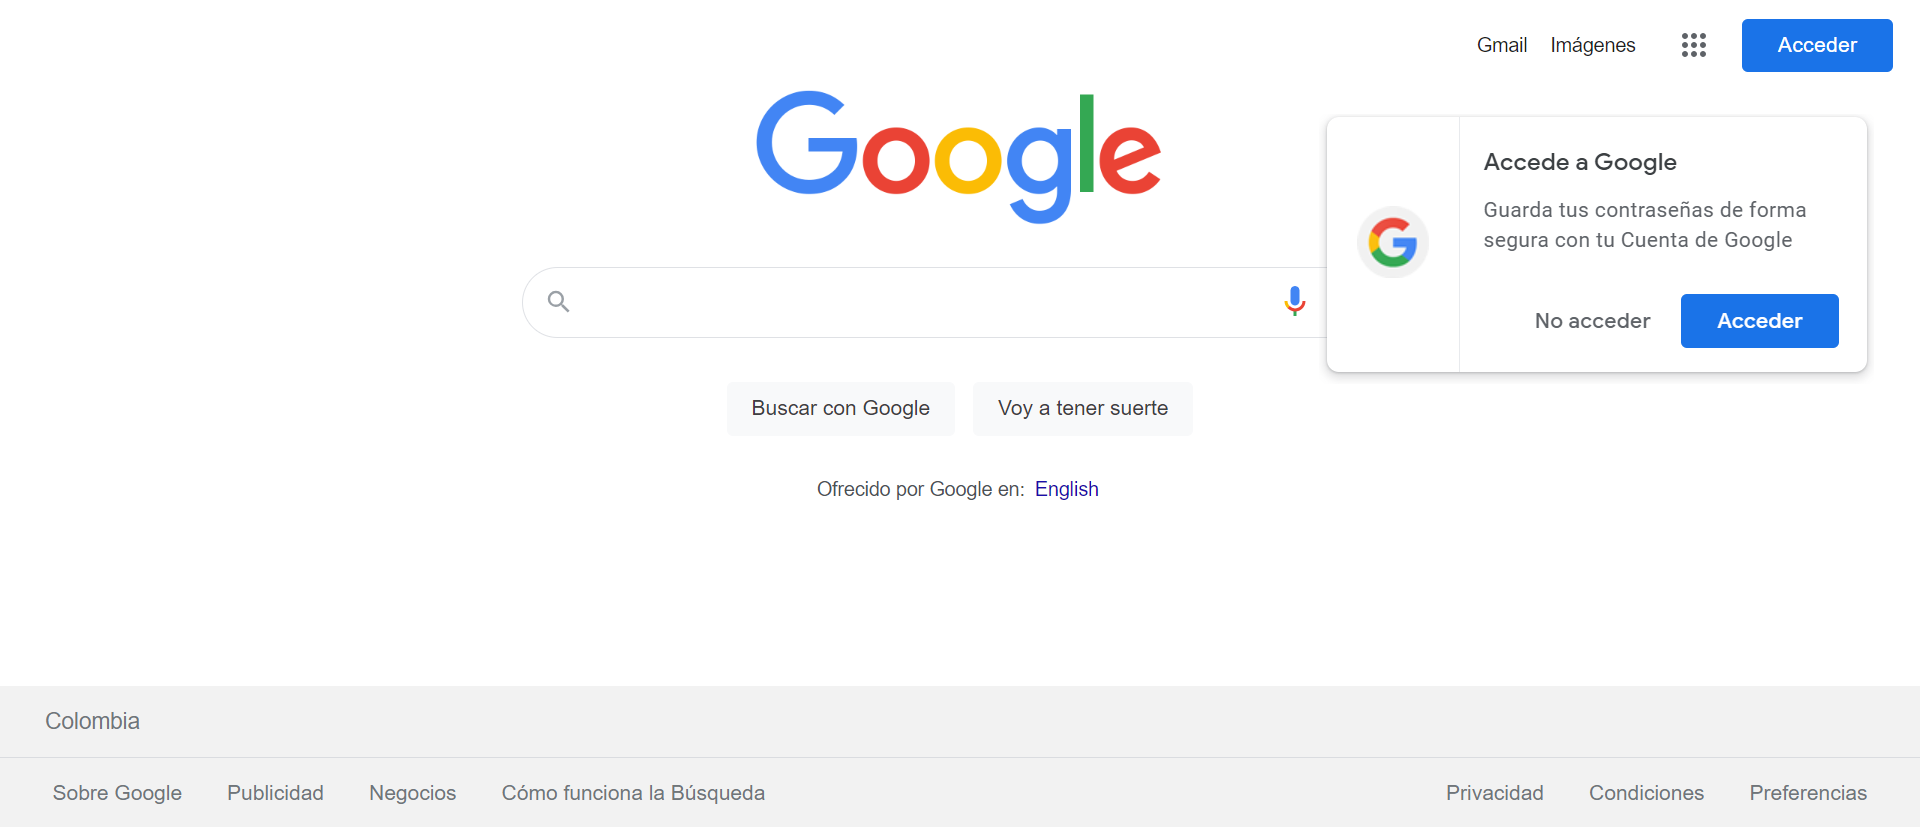 Gmail Imágenes Acceder
Google
Accede a Google
Guarda tus contraseñas de forma
segura con tu Cuenta de Google
No acceder Acceder
Buscar con Google Voy a tener suerte
Ofrecido por Google en: English
Colombia
Sobre Google Publicidad Negocios Cómo funciona la Búsqueda Privacidad Condiciones Preferencias